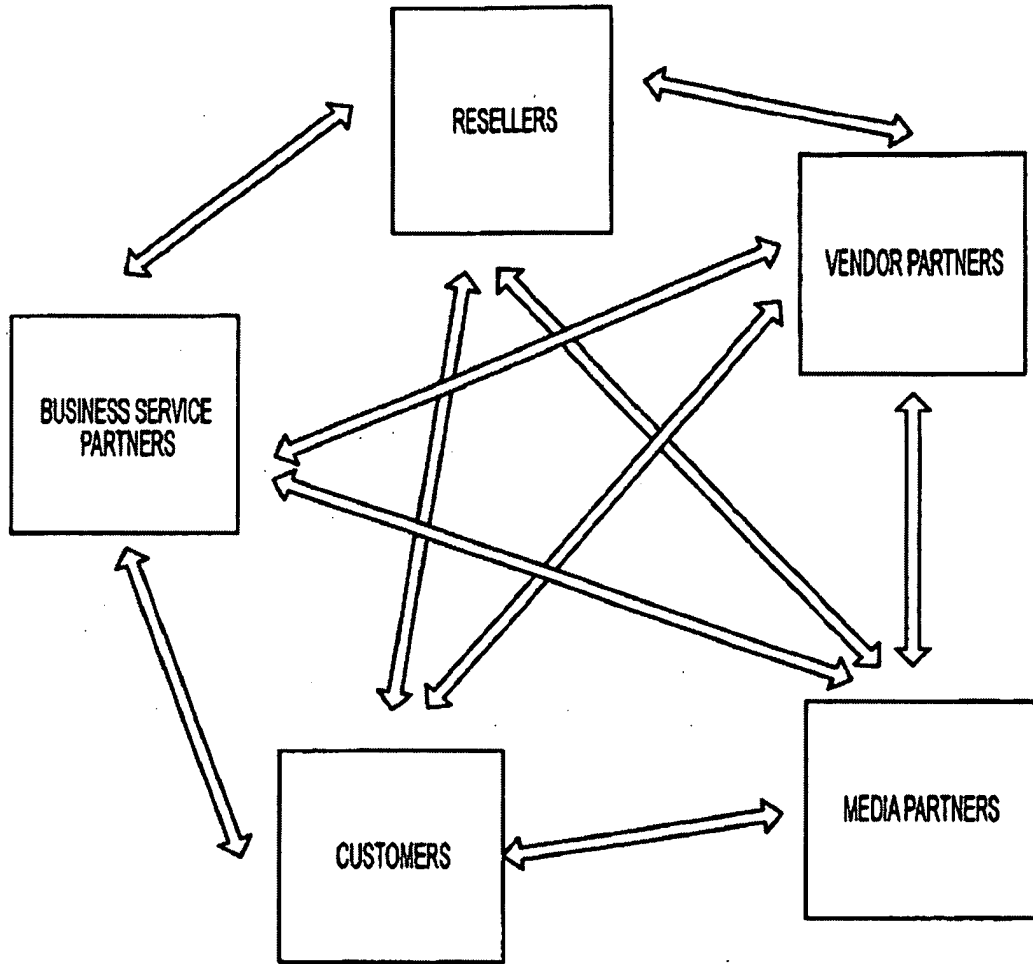 RESELLERS
VENDOR PARTNERS
BUSINESS SERVICE
PARTNERS
MEDIA PARTNERS
CUSTOMERS